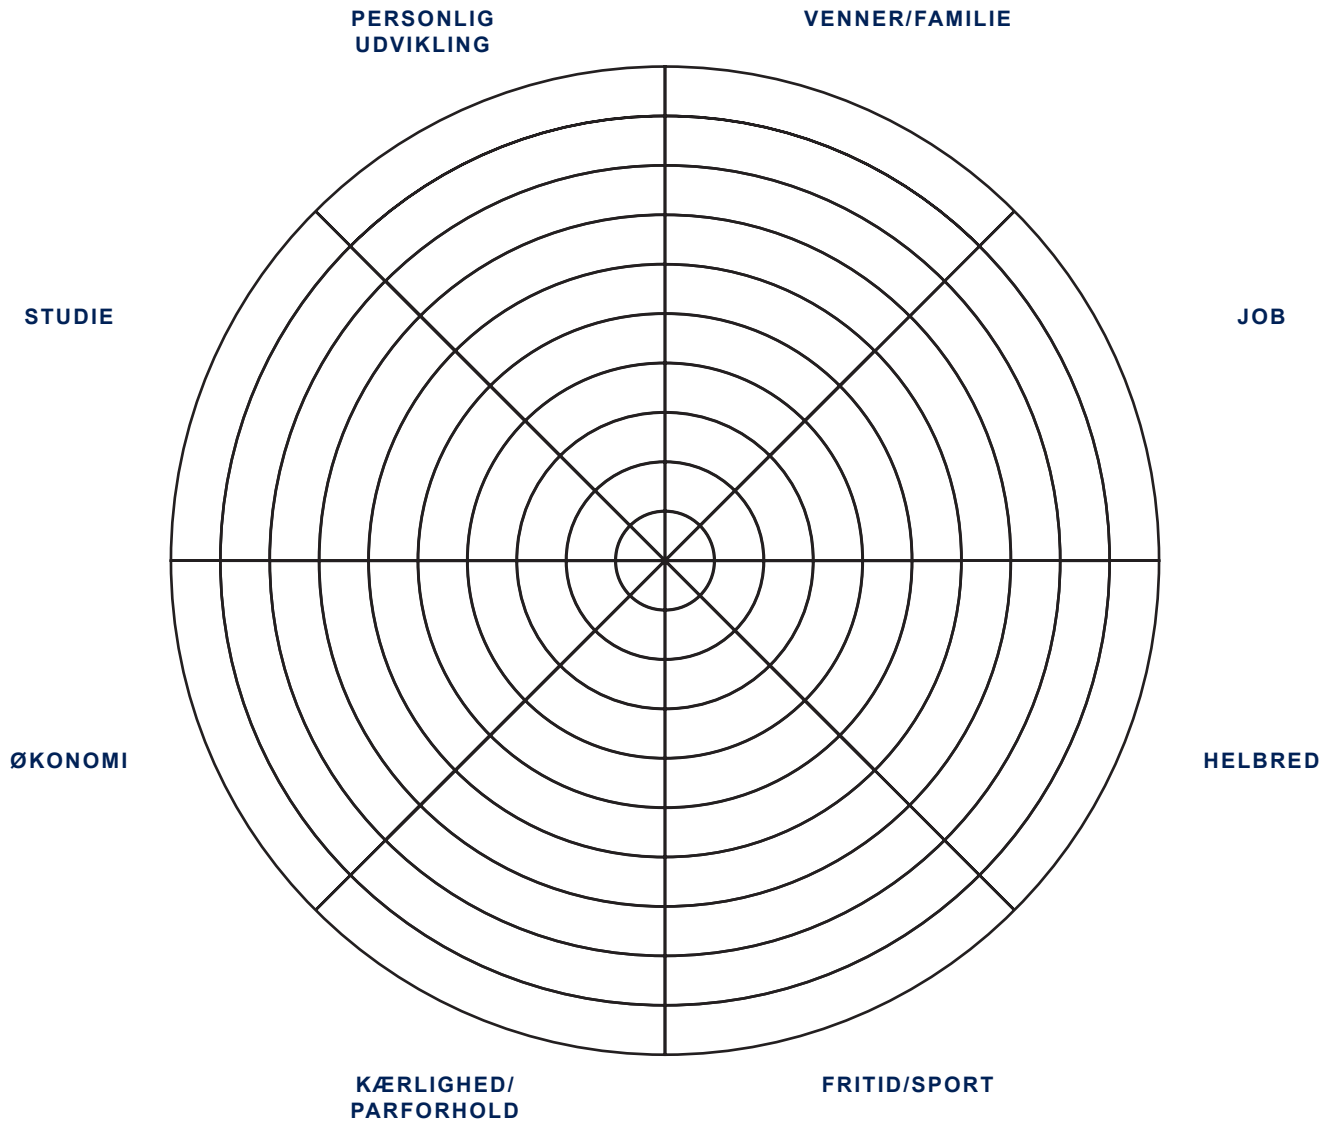 PERSONLIG
UDVIKLING
VENNER/FAMILIE
STUDIE
JOB
ØKONOMI
HELBRED
KÆRLIGHED/
PARFORHOLD
FRITID/SPORT